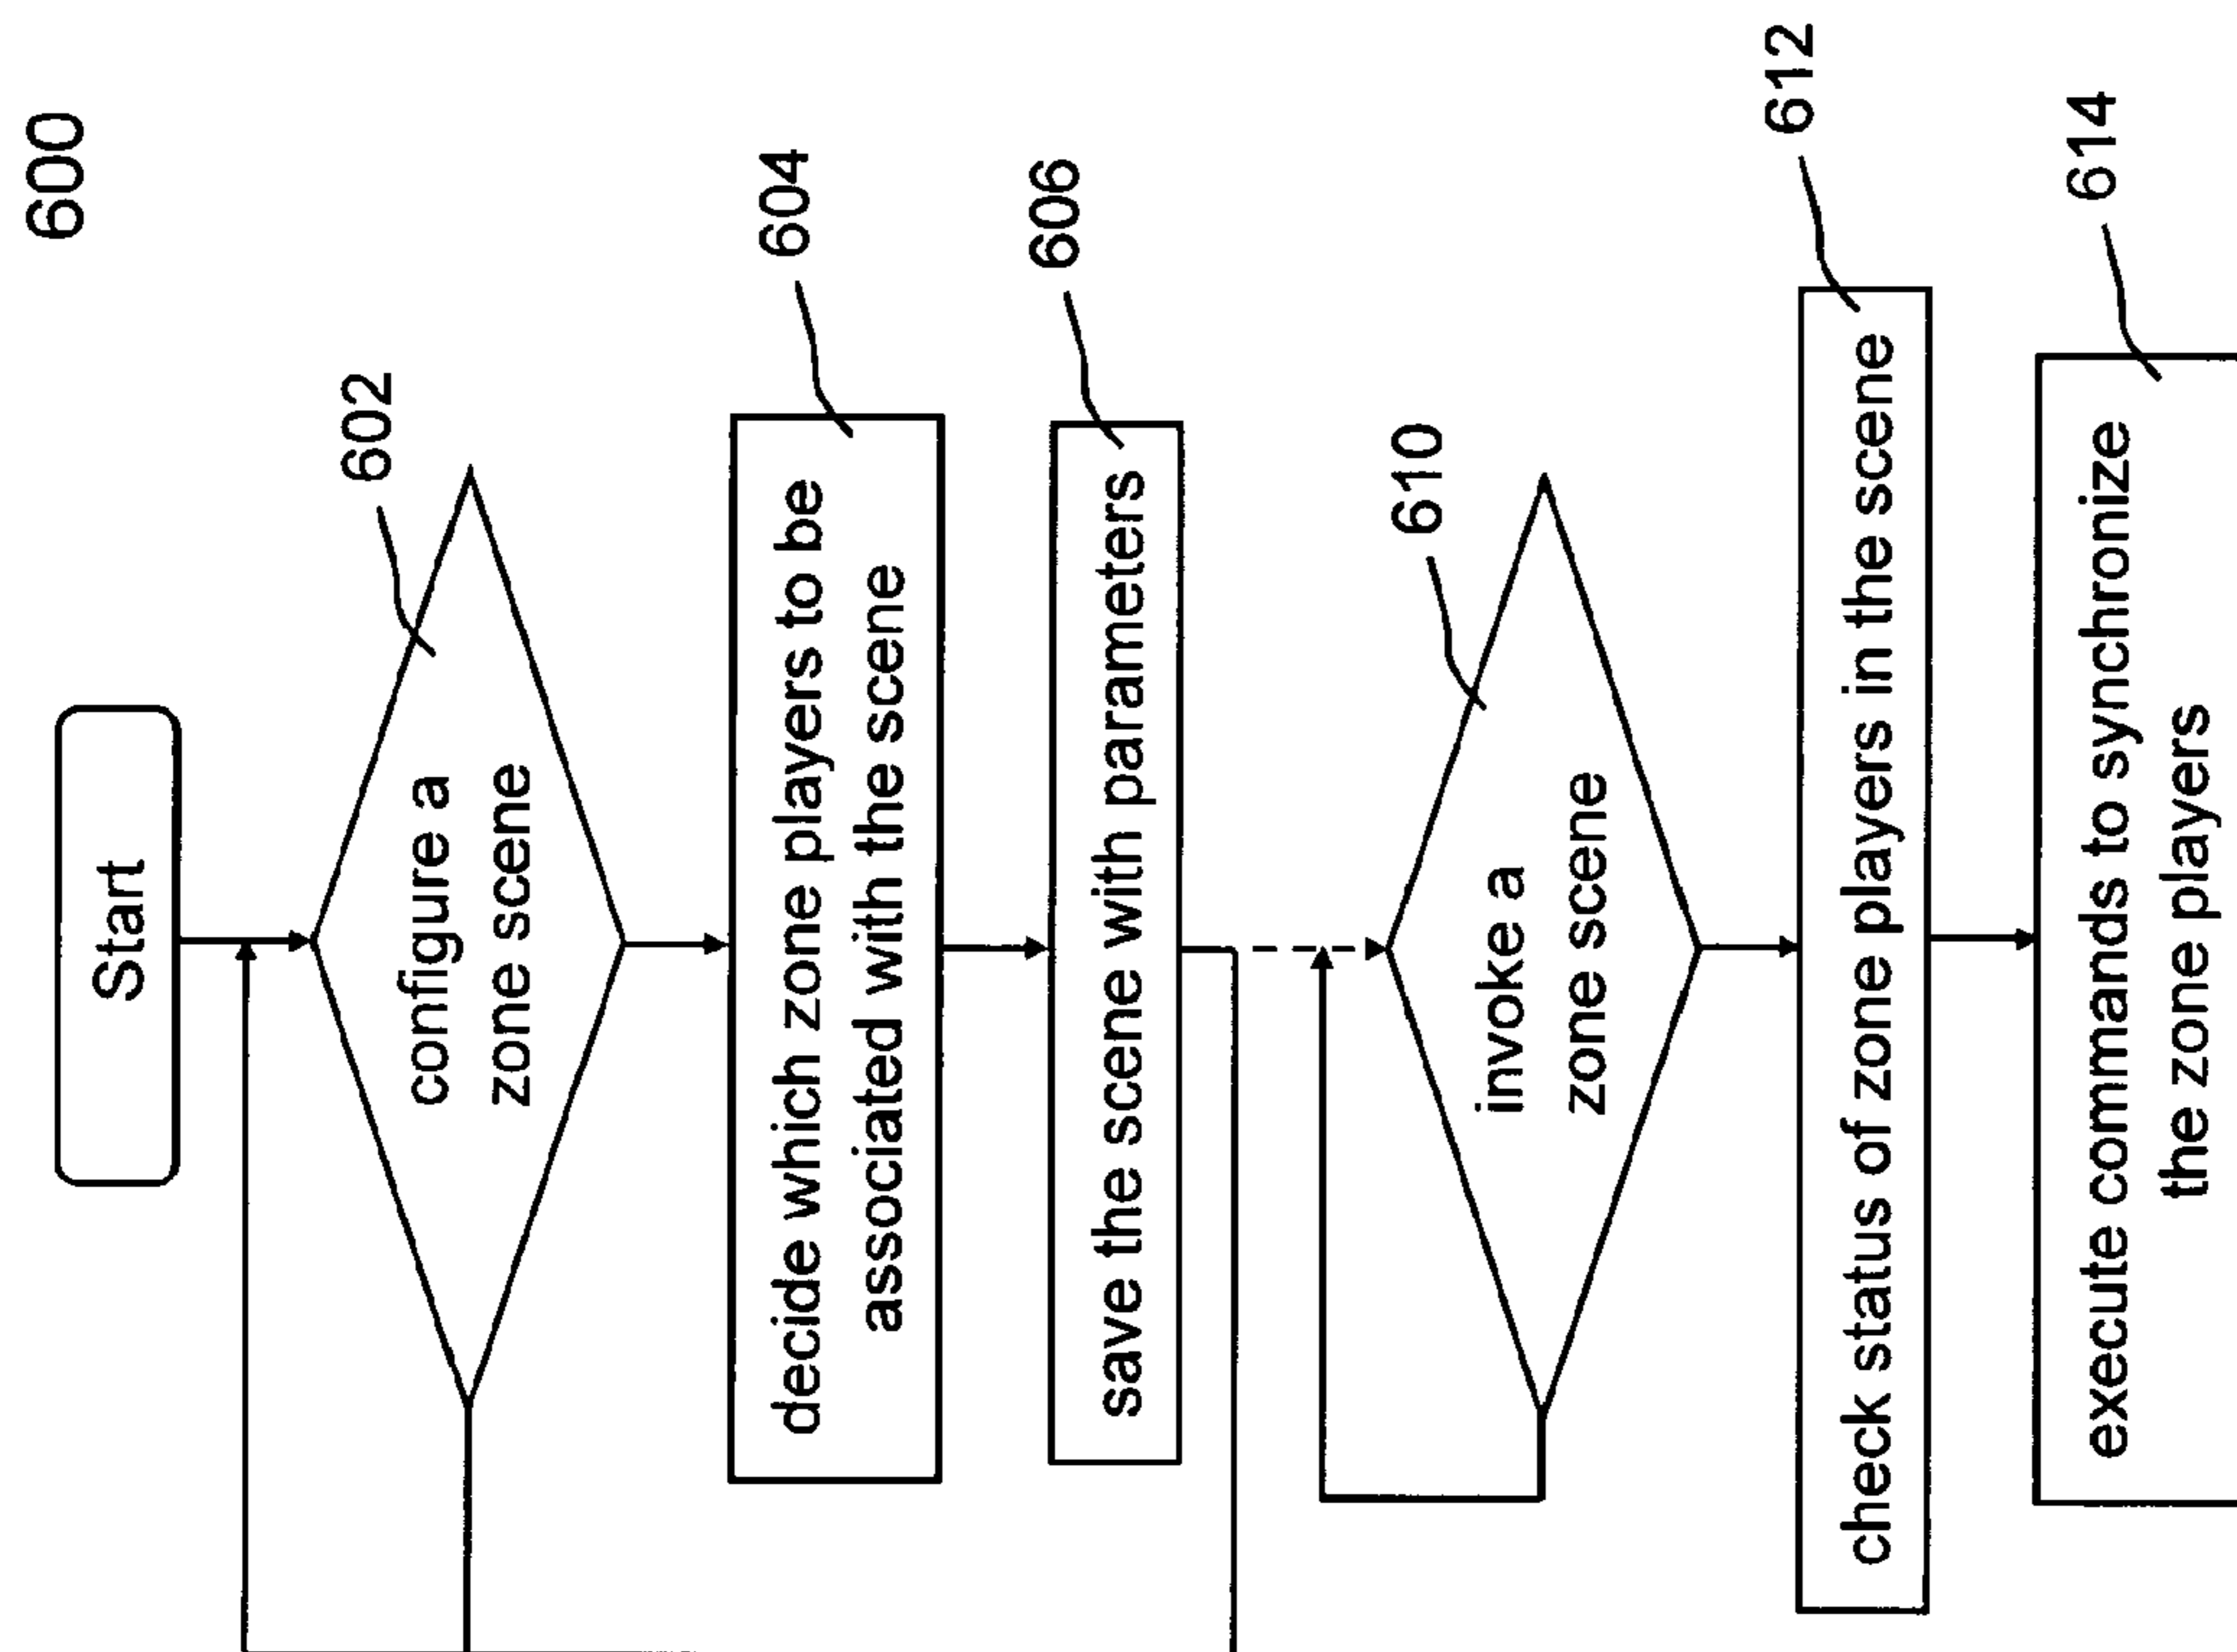 600
Start
602
configure a
zone scene
604
decide which zone players to be
associated with the scene
606
save the scene with parameters
610
invoke a
zone scene
612
check status of zone players in the scene
614
execute commands to synchronize
the zone players